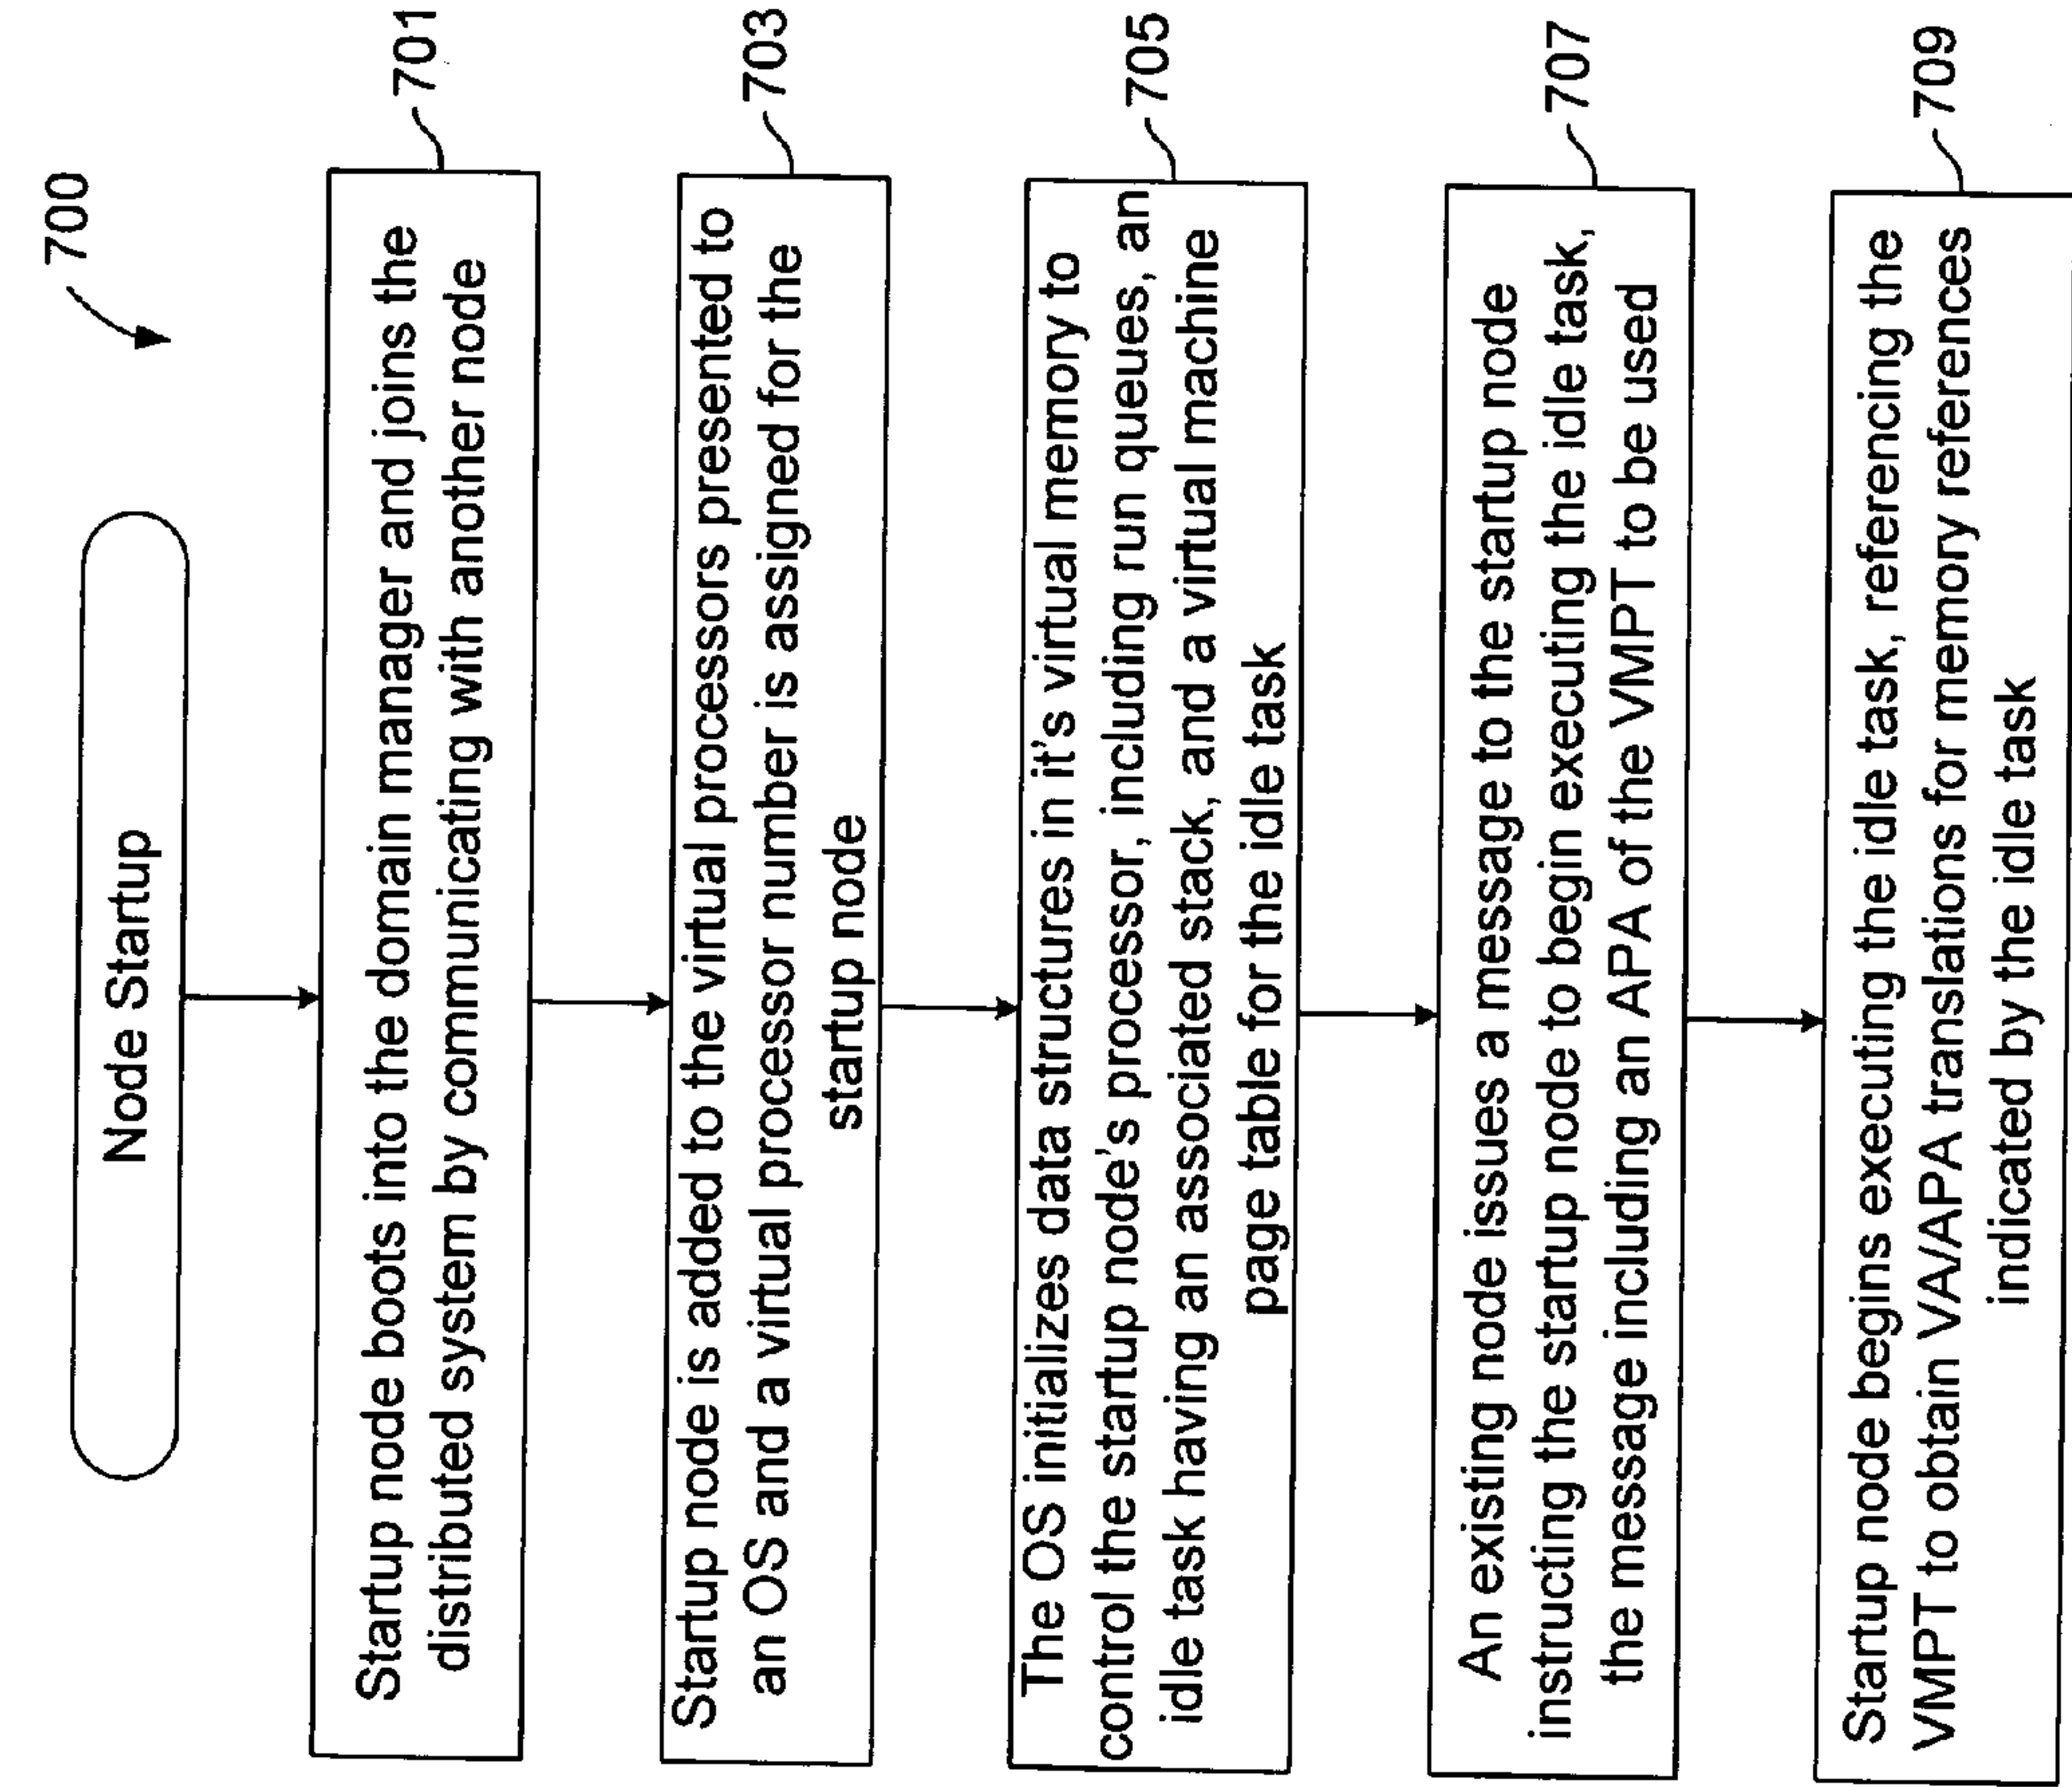 700
Node Startup
701
Startup node boots into the domain manager and joins the
distributed system by communicating with another node
703
Startup node is added to the virtual processors presented to
an OS and a virtual processor number is assigned for the
startup node
705
The OS initializes data structures in it's virtual memory to
control the startup node's processor, including run queues, an
idle task having an associated stack, and a virtual machine
page table for the idle task
707
An existing node issues a message to the startup node
instructing the startup node to begin executing the idle task,
the message including an APA of the VMPT to be used
709
Startup node begins executing the idle task, referencing the
VMPT to obtain VA/APA translations for memory references
indicated by the idle task